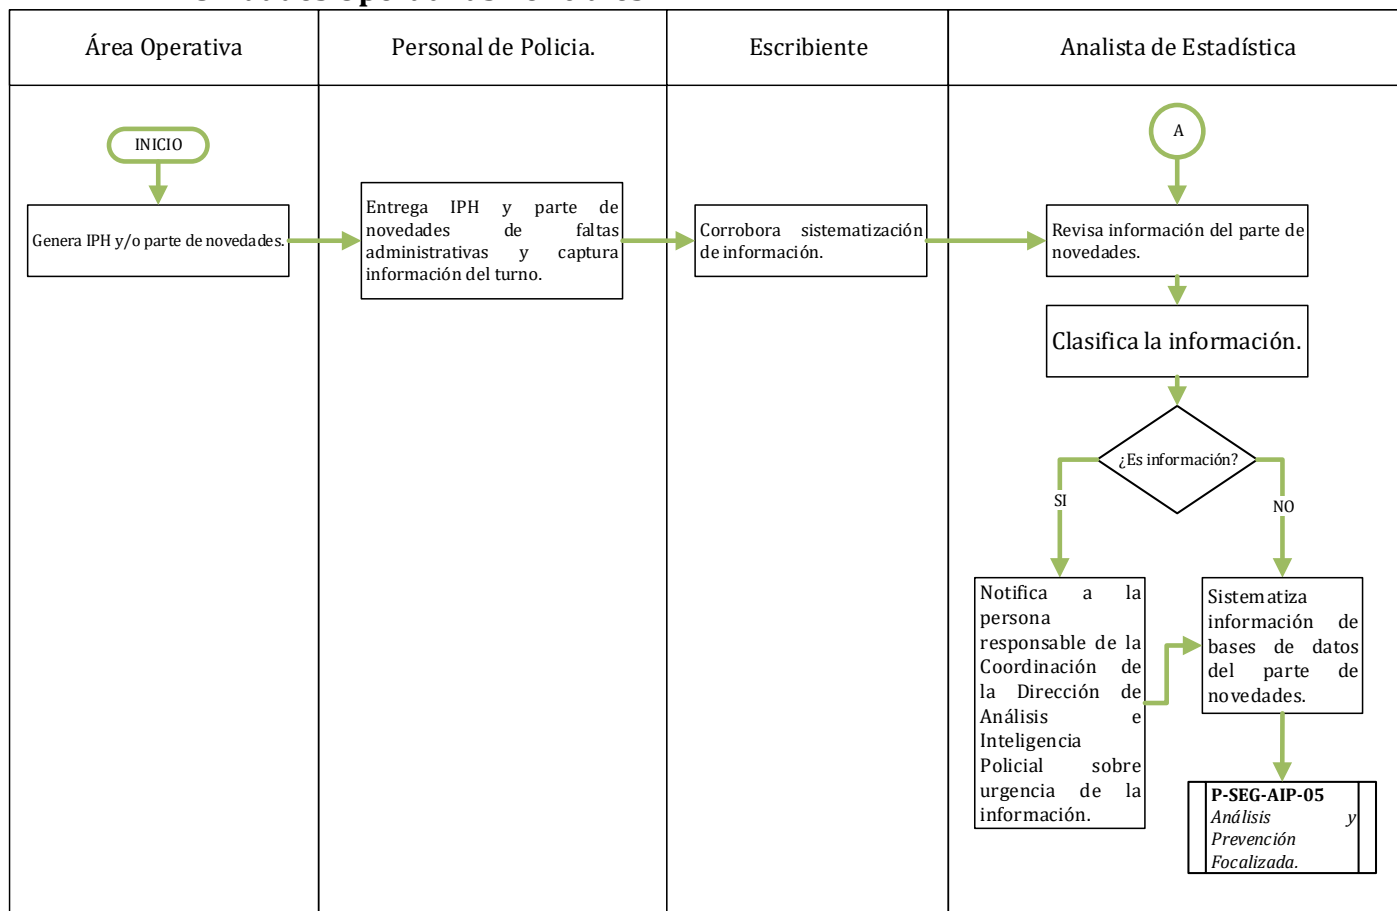 Área Operativa
Personal de Policia.
Escribiente
Analista de Estadística
INICIO
A
Genera IPH y/o parte de novedades.
Entrega IPH y parte de
novedades de faltas
administrativas y captura
información del turno.
Corrobora sistematización
de información.
Revisa información del parte de
novedades.
Clasifica la información.
¿Es información?
SI
NO
Notifica a la
persona
responsable de la
Coordinación de
la Dirección de
Análisis e
Inteligencia
Policial sobre
urgencia de la
información.
Sistematiza
información de
bases de datos
del parte de
novedades.
P-SEG-AIP-05
Análisis y
Prevención
Focalizada.